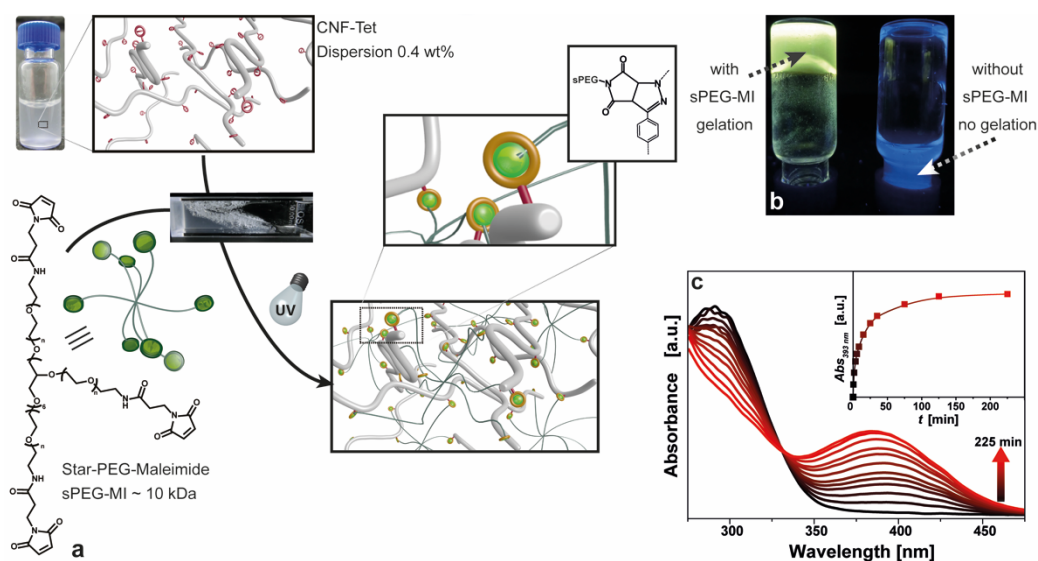 CNF-Tet
Dispersion 0.4 wt%
sPEG-N
O
O
N
N
with
sPEG-MI
gelation
without
sPEG-MI
no gelation
b
O
N
O
O
NH
O
n
O
UV
O
O
n
N
H
O
N
O
O
O
6
O
n
O
NH
O
N
O
Star-PEG-Maleimide
sPEG-MI ~ 10 kDa
a
c
Absorbance [a.u.]
Abs393 nm [a.u.]
0 50 100 150 200
t [min]
225 min
300 350 400 450
Wavelength [nm]